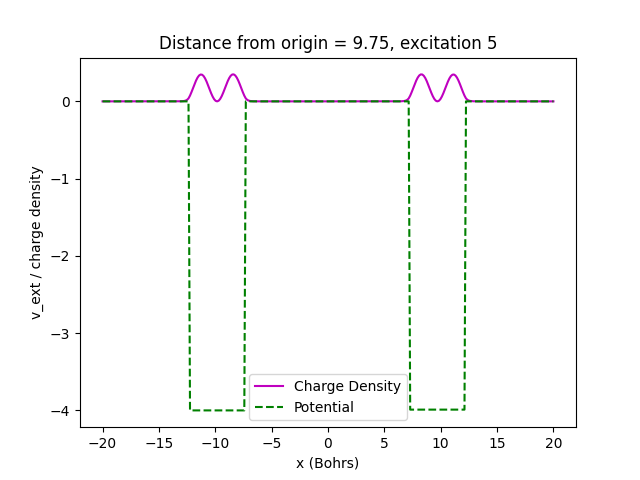 Distance from origin = 9.75, excitation 5
v_ext / charge density
0
−1
−2
−3
−4
Charge Density
Potential
−20 −15 −10 −5 0 5 10 15 20
x (Bohrs)